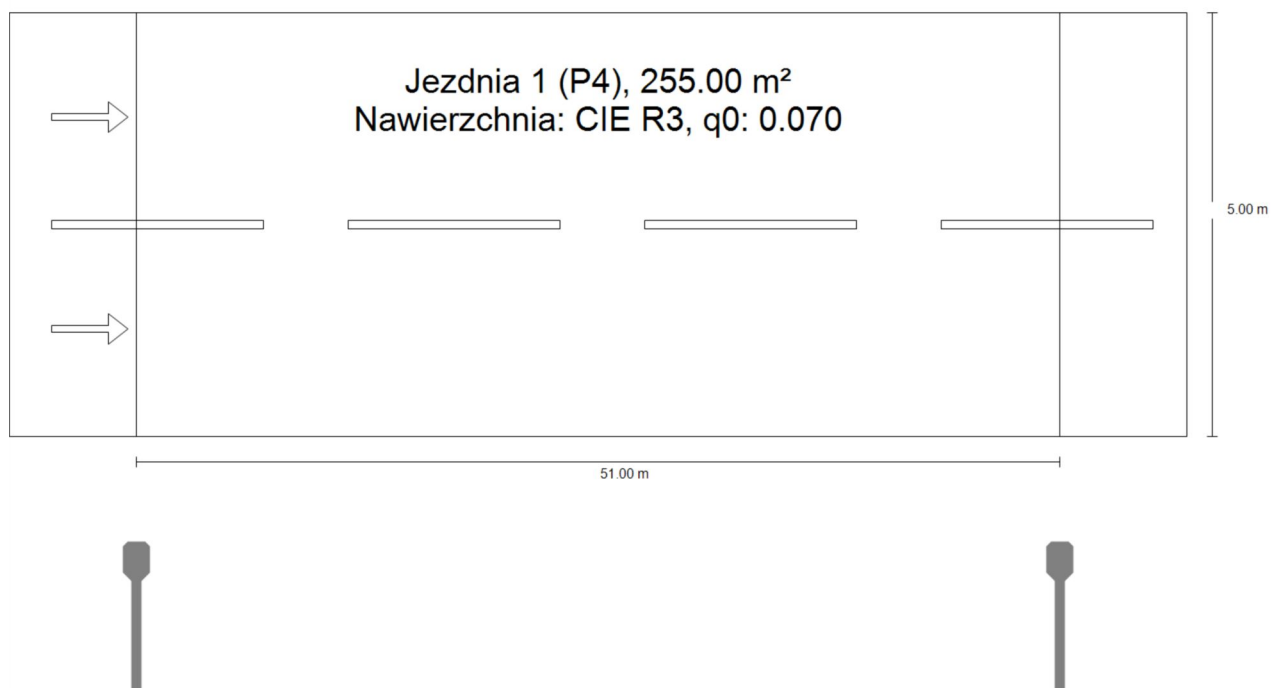 Jezdnia 1 (P4), 255.00 m²
Nawierzchnia: CIE R3, q0: 0.070
5.00 m
51.00 m